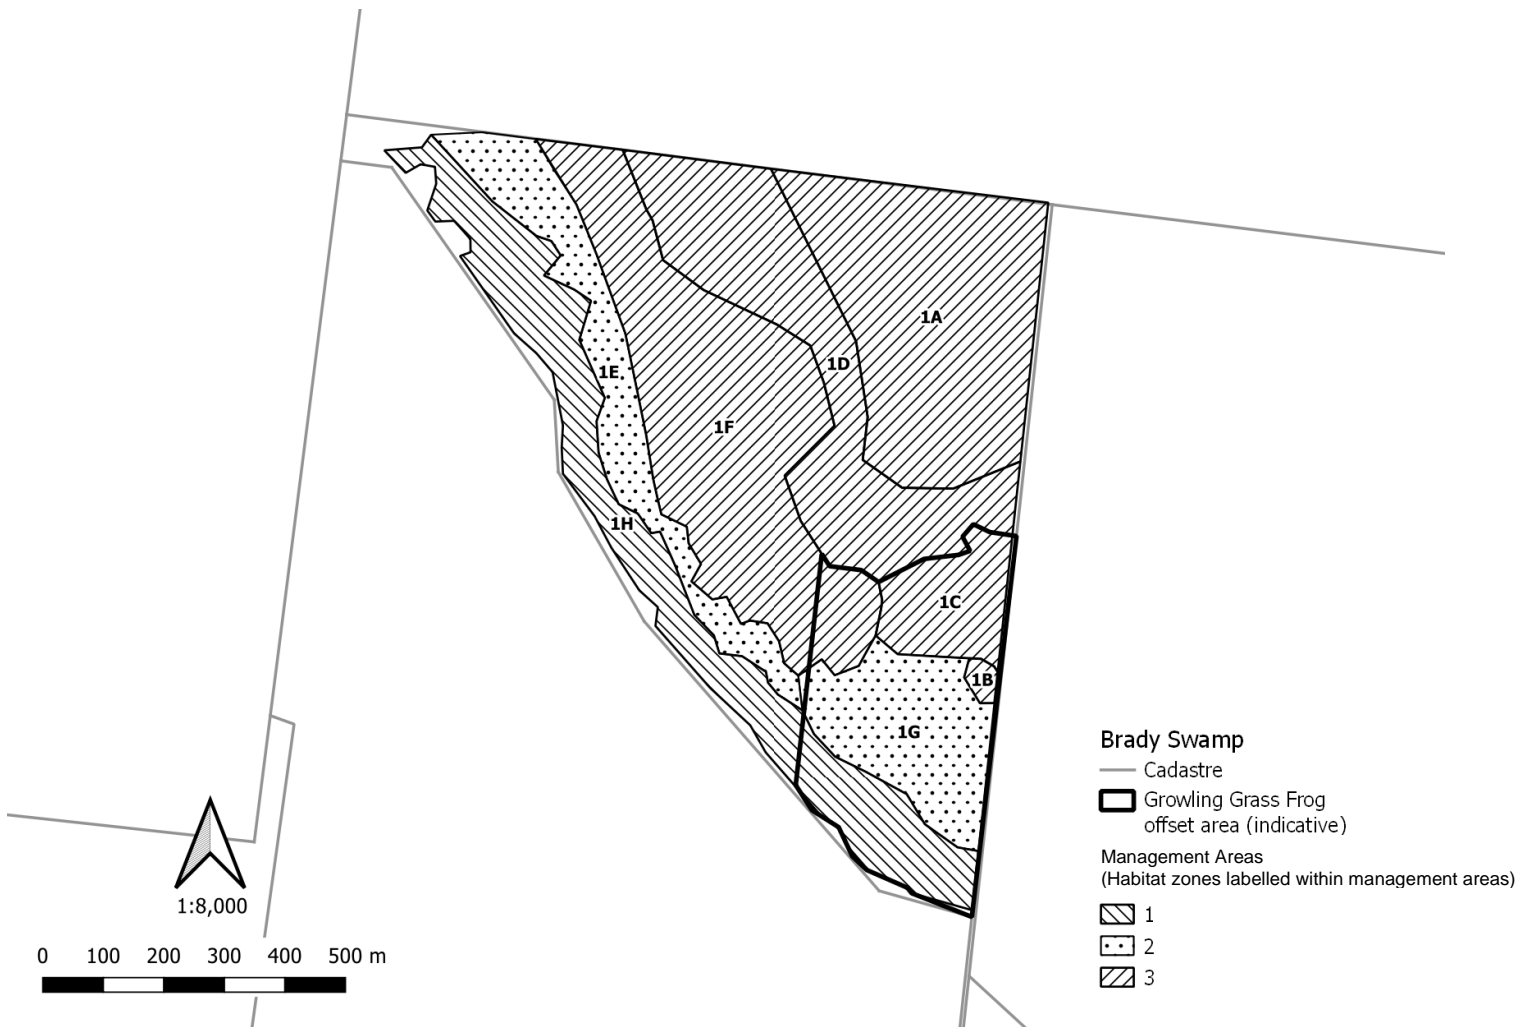 1A
1D
1E
1F
1H
1C
1B
1G
Brady Swamp
Cadastre
Growling Grass Frog
offset area (indicative)
Management Areas
(Habitat zones labelled within management areas)
1
2
3
1:8,000
0 100 200 300 400 500 m